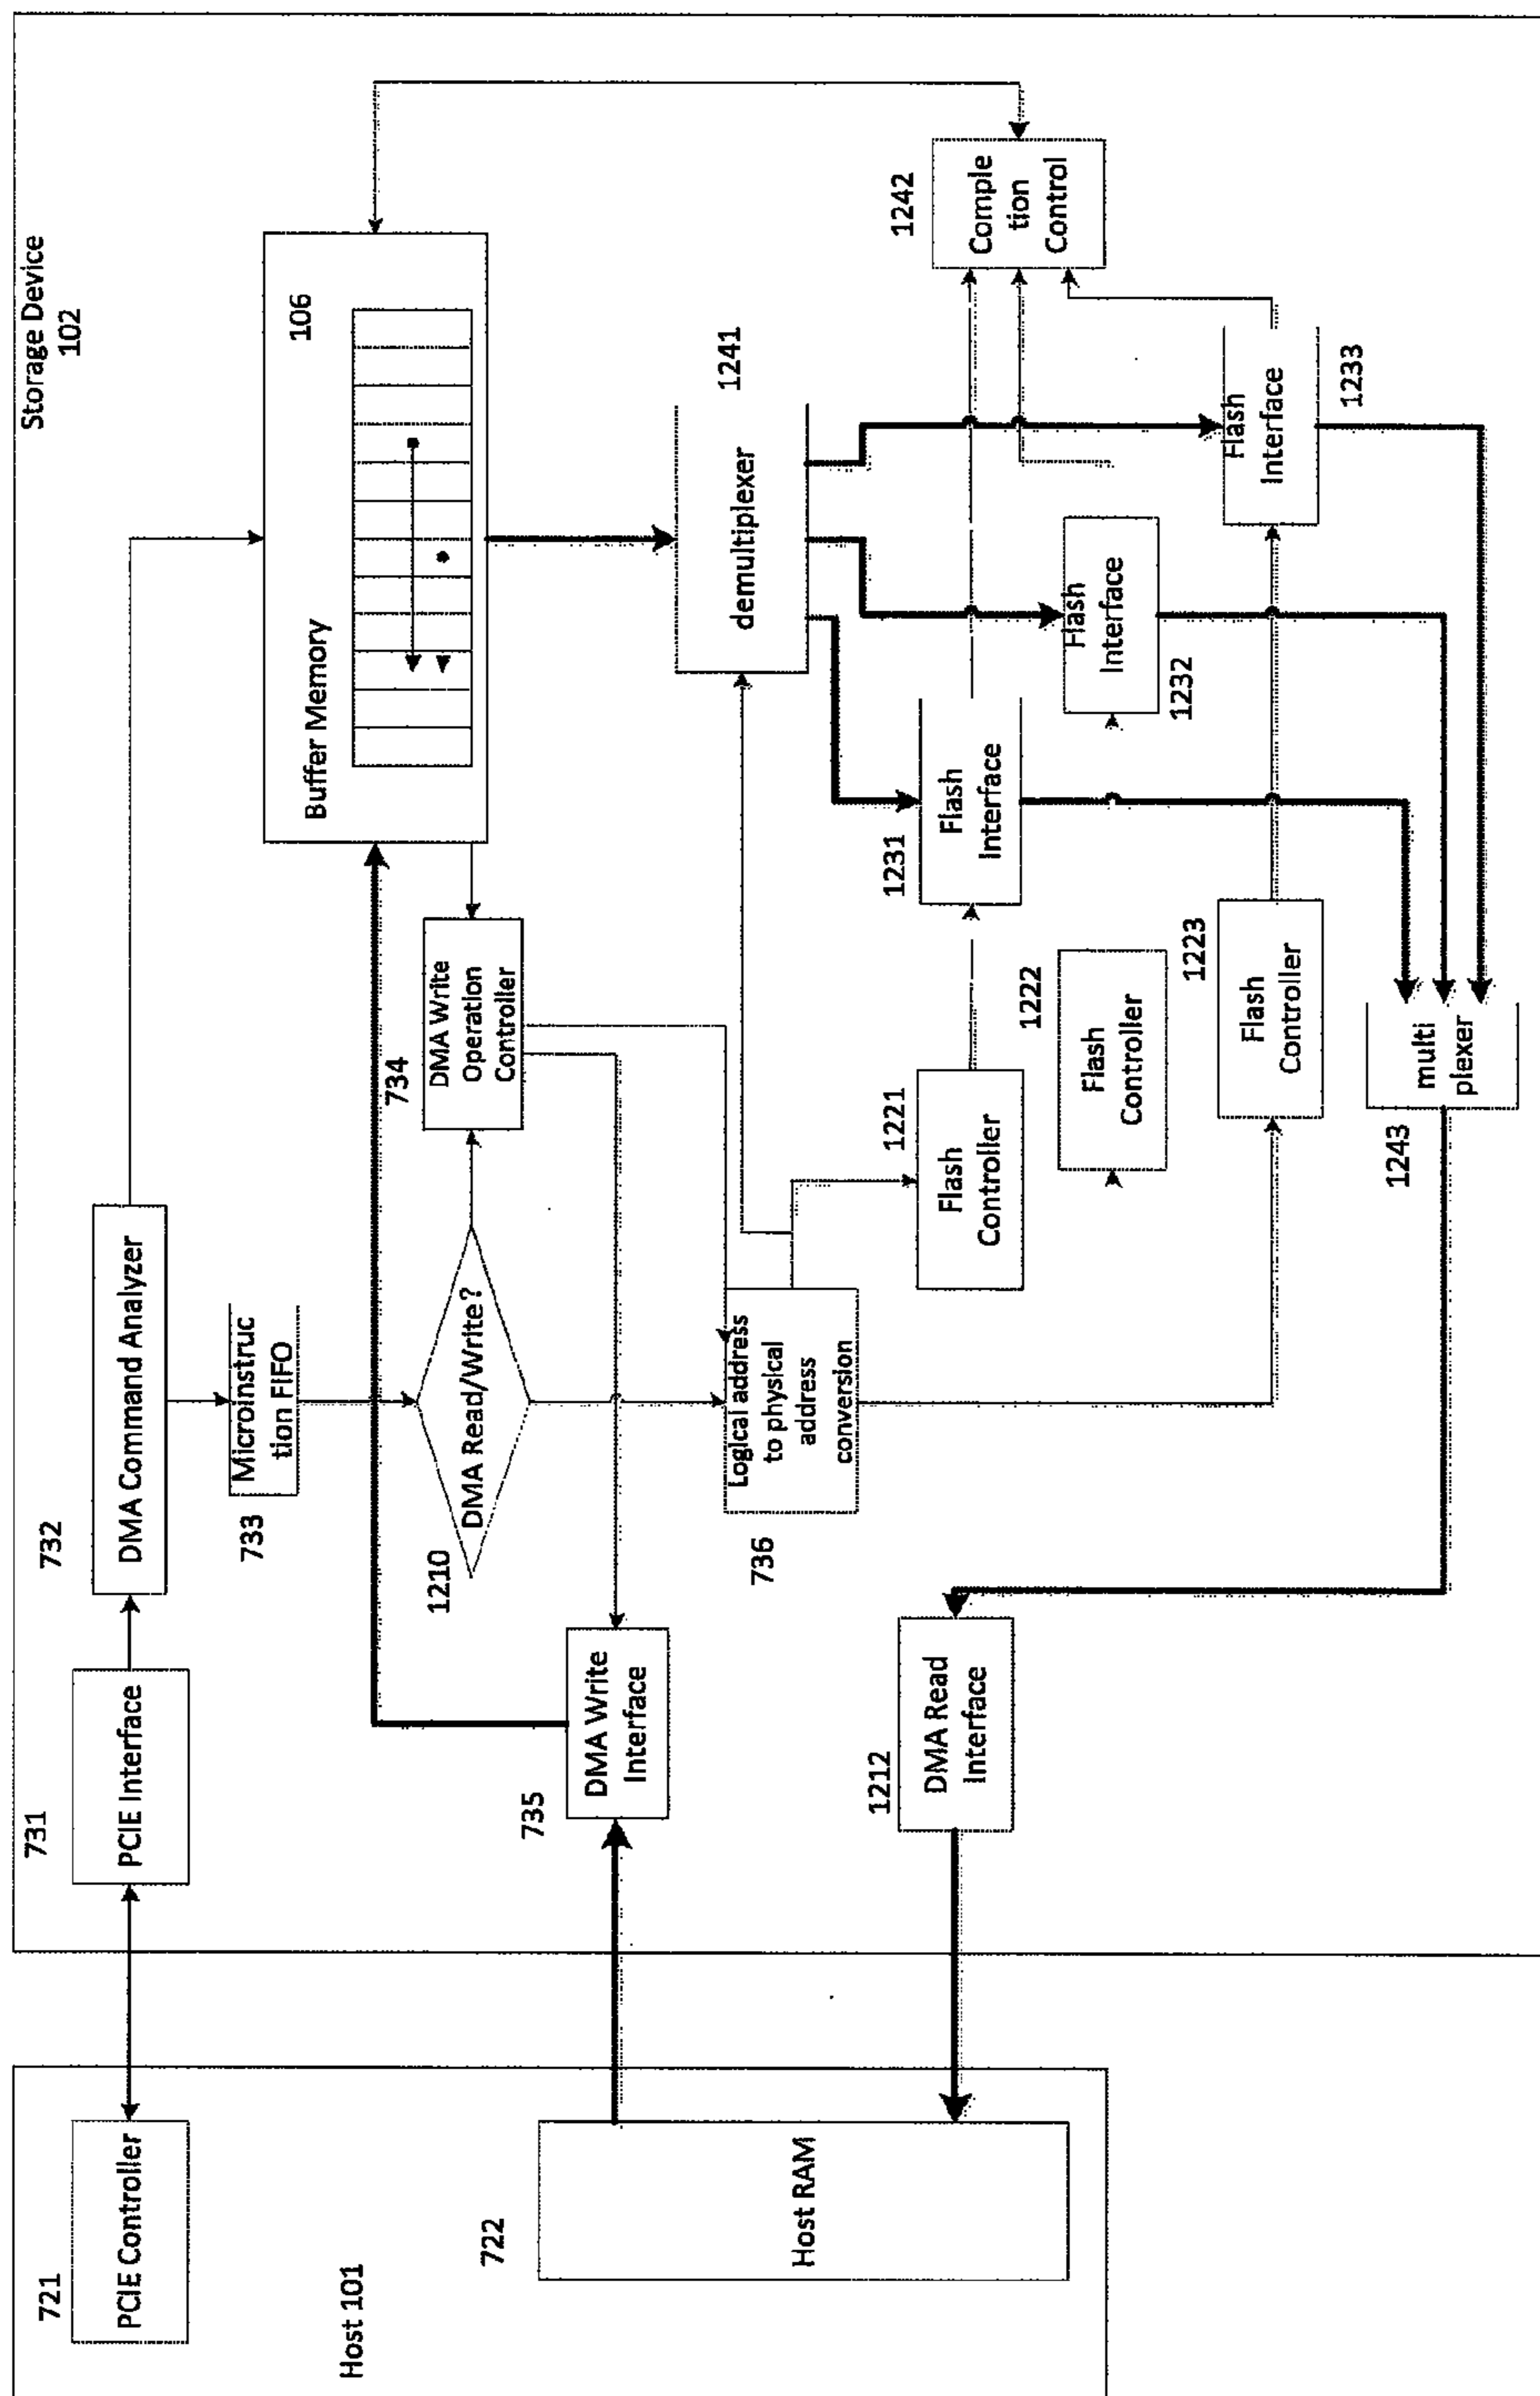 Storage Device
102
721
PCIE Controller
Host 101
722
Host RAM
731
PCIE Interface
732
DMA Command Analyzer
733
Microinstruc
tion FIFO
1210
DMA Read/Write?
734
DMA Write
Operation
Controller
735
DMA Write
Interface
Buffer Memory
106
736
Logical address
to physical
address
conversion
1212
DMA Read
Interface
demultiplexer
1241
1221
Flash
Controller
1222
Flash
Controller
1223
Flash
Controller
1231
Flash
Interface
1232
Flash
Interface
1233
Flash
Interface
1242
Comple
tion
Control
1243
multi
plexer